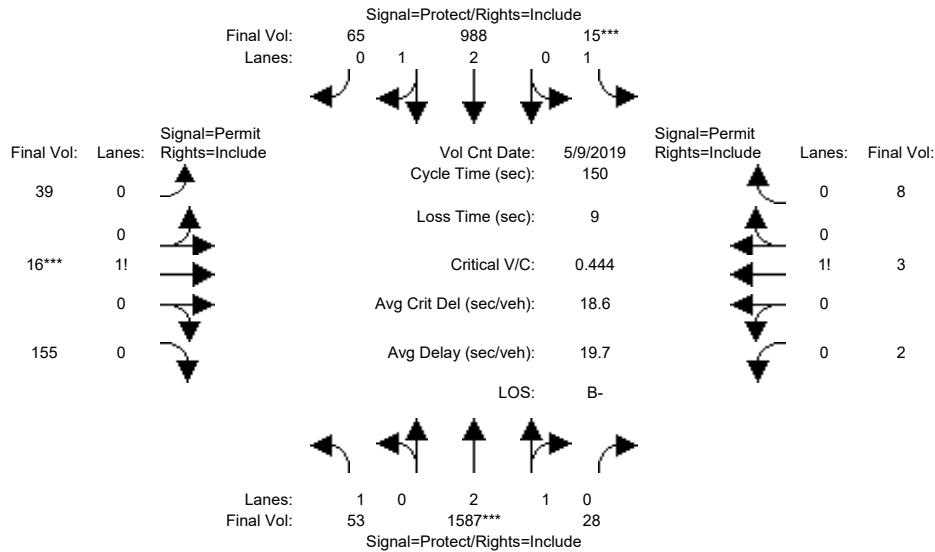 Signal=Protect/Rights=Include
Final Vol: 65 988 15***
Lanes: 0 1 2 0 1
Signal=Permit Signal=Permit
Final Vol: Lanes: Rights=Include Vol Cnt Date: 5/9/2019 Rights=Include Lanes: Final Vol:
Cycle Time (sec): 150
39 0 0 8
Loss Time (sec): 9
0 0
16*** 1! Critical V/C: 0.444 1! 3
0 Avg Crit Del (sec/veh): 18.6 0
155 0 Avg Delay (sec/veh): 19.7 0 2
LOS: B-
Lanes: 1 0 2 1 0
Final Vol: 53 1587*** 28
Signal=Protect/Rights=Include